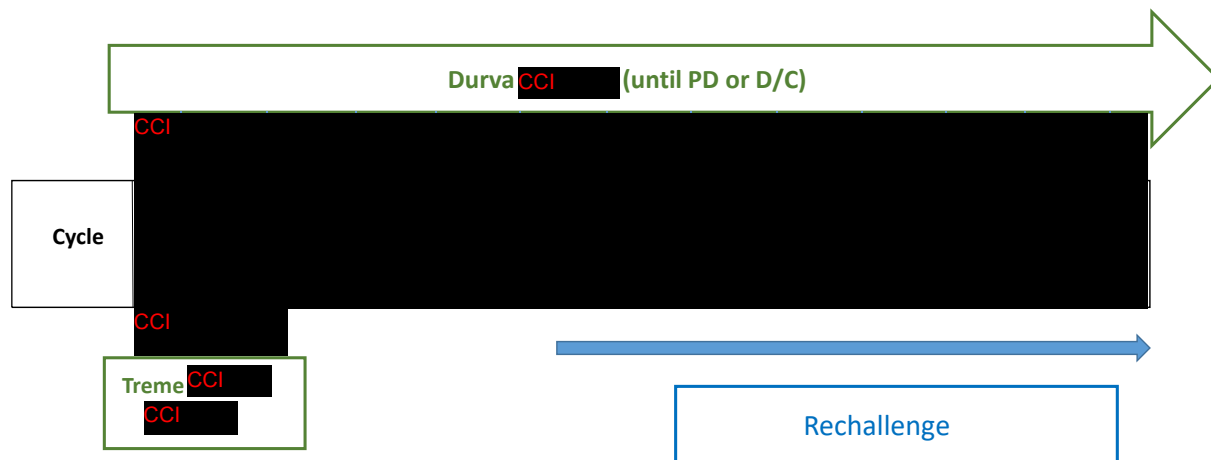 Durva CCI (until PD or D/C)
CCI
Cycle
CCI
Treme CCI
CCI
Rechallenge